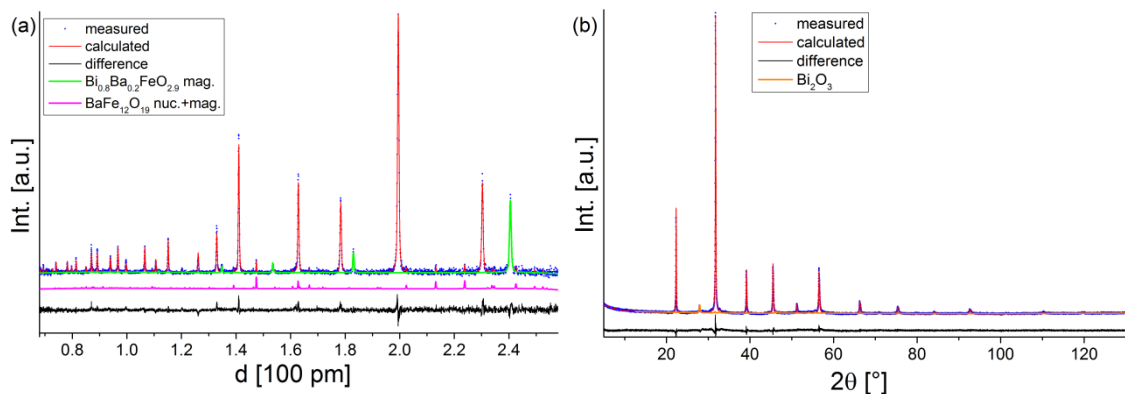 (a)
measured
calculated
difference
Bi0.8Ba0.2FeO2.9 mag.
BaFe12O19 nuc.+mag.
Int. [a.u.]
0.8 1.0 1.2 1.4 1.6 1.8 2.0 2.2 2.4
d [100 pm]
(b)
measured
calculated
difference
Bi2O3
Int. [a.u.]
20 40 60 80 100 120
2θ [°]